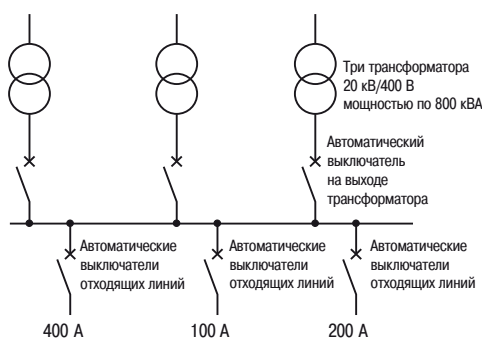 Три трансформатора
20 кВ/400 В
мощностью по 800 кВА
Автоматический
выключатель
на выходе
трансформатора
Автоматические
выключатели
отходящих линий
Автоматические
выключатели
отходящих линий
Автоматические
выключатели
отходящих линий
400 А
100 А
200 А